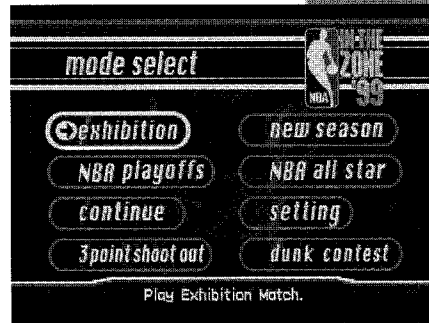 mode select
IN THE
ZONE
'99
NBA
exhibition
new season
NBA playoffs
NBA all star
continue
setting
3point shoot out
dunk contest
Play Exhibition Match.